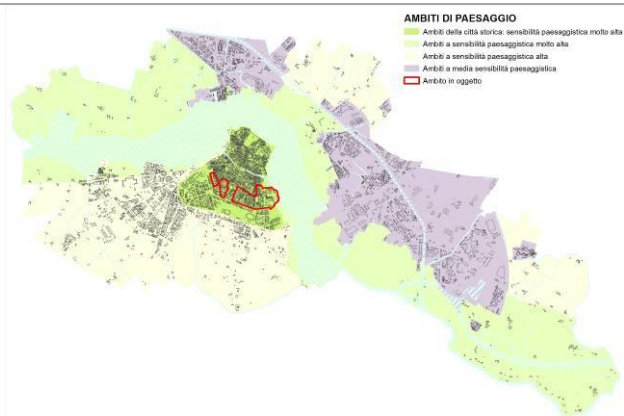 AMBITI DI PAESAGGIO
Ambiti della città storica: sensibilità paesaggistica molto alta
Ambiti a sensibilità paesaggistica molto alta
Ambiti a sensibilità paesaggistica alta
Ambiti a media sensibilità paesaggistica
Ambito in oggetto